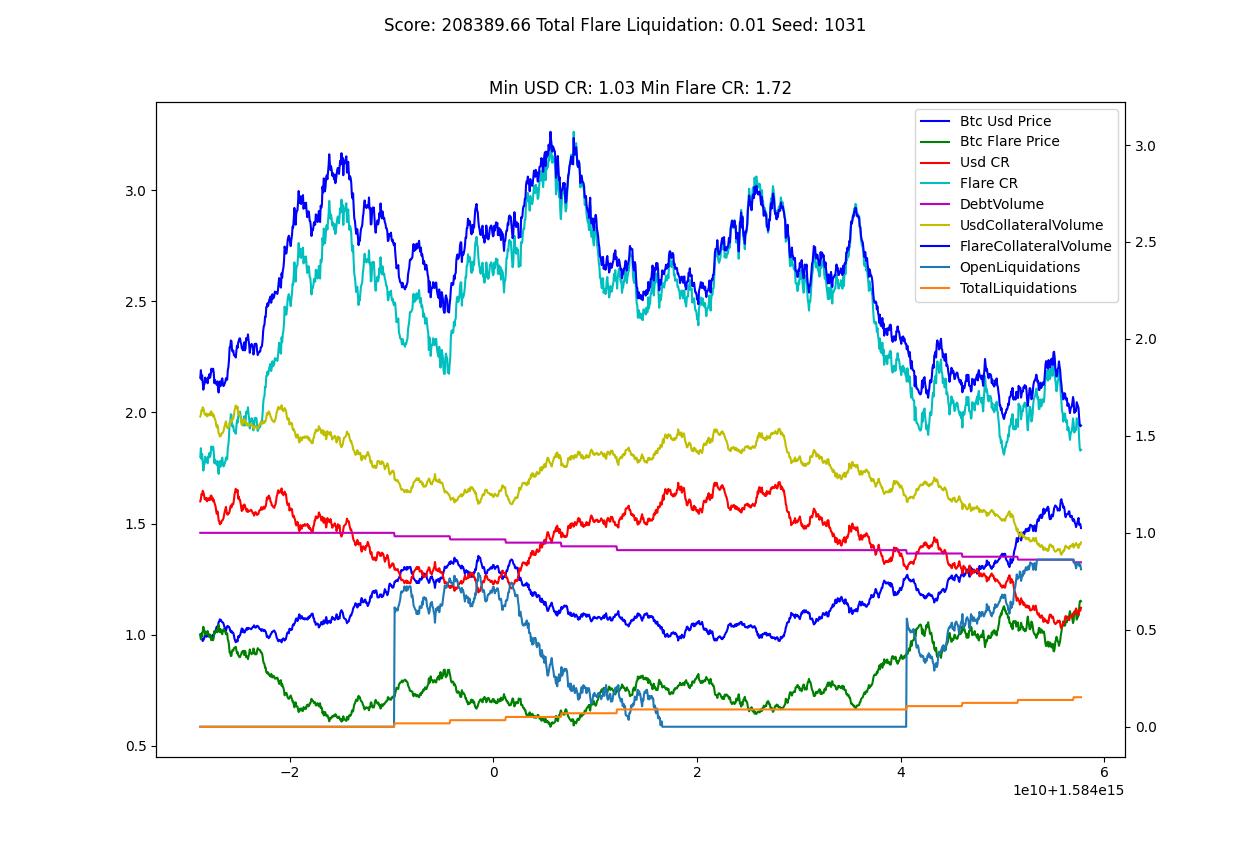 Score: 208389.66 Total Flare Liquidation: 0.01 Seed: 1031
Min USD CR: 1.03 Min Flare CR: 1.72
Btc Usd Price
Btc Flare Price
Usd CR
Flare CR
DebtVolume
UsdCollateralVolume
FlareCollateralVolume
OpenLiquidations
TotalLiquidations
3.0
2.5
2.0
1.5
1.0
0.5
3.0
2.5
2.0
1.5
1.0
0.5
0.0
−2 0 2 4 6
1e10+1.584e15